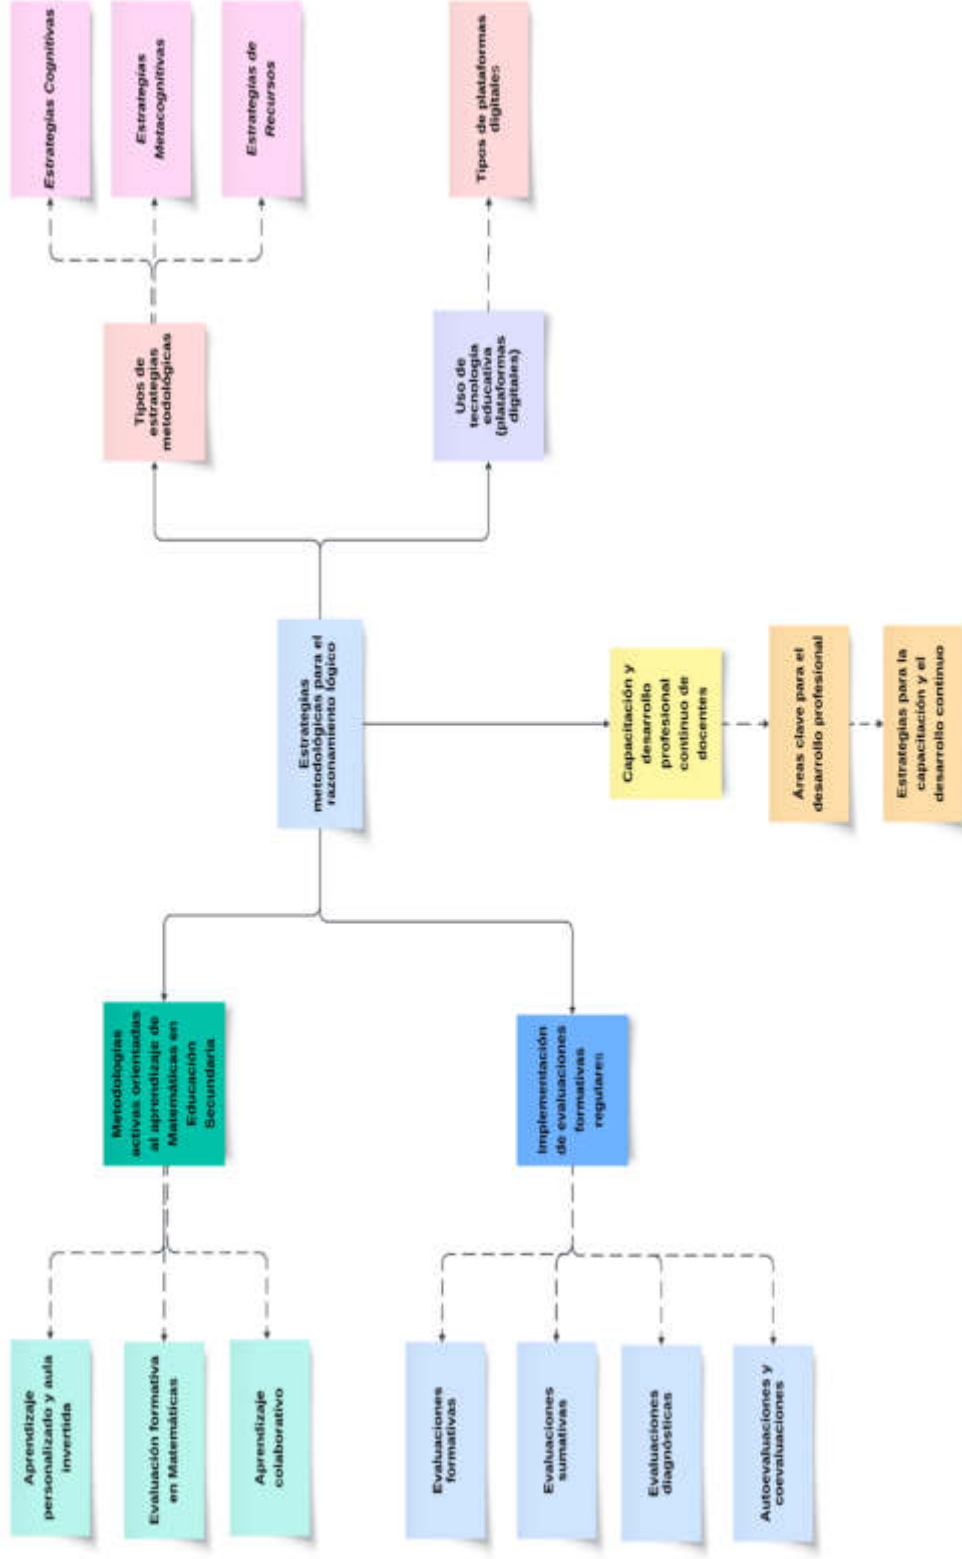 Aprendizaje
personalizado y aula
invertida
Evaluación formativa
en Matemáticas
Aprendizaje
colaborativo
Metodologías
activas orientadas
al aprendizaje de
Matemáticas en
Educación
Secundaria
Evaluaciones
formativas
Evaluaciones
sumativas
Evaluaciones
diagnósticas
Autoevaluaciones y
coevaluaciones
Implementación
de evaluaciones
formativas
regulares
Estrategias
metodológicas para el
razonamiento lógico
Capacitación y
desarrollo
profesional
continuo de
docentes
Áreas clave para el
desarrollo profesional
Estrategias para la
capacitación y el
desarrollo continuo
Tipos de
estrategias
metodológicas
Estrategias Cognitivas
Estrategias
Metacognitivas
Estrategias de
Recursos
Uso de
tecnología
educativa
(plataformas
digitales)
Tipos de plataformas
digitales